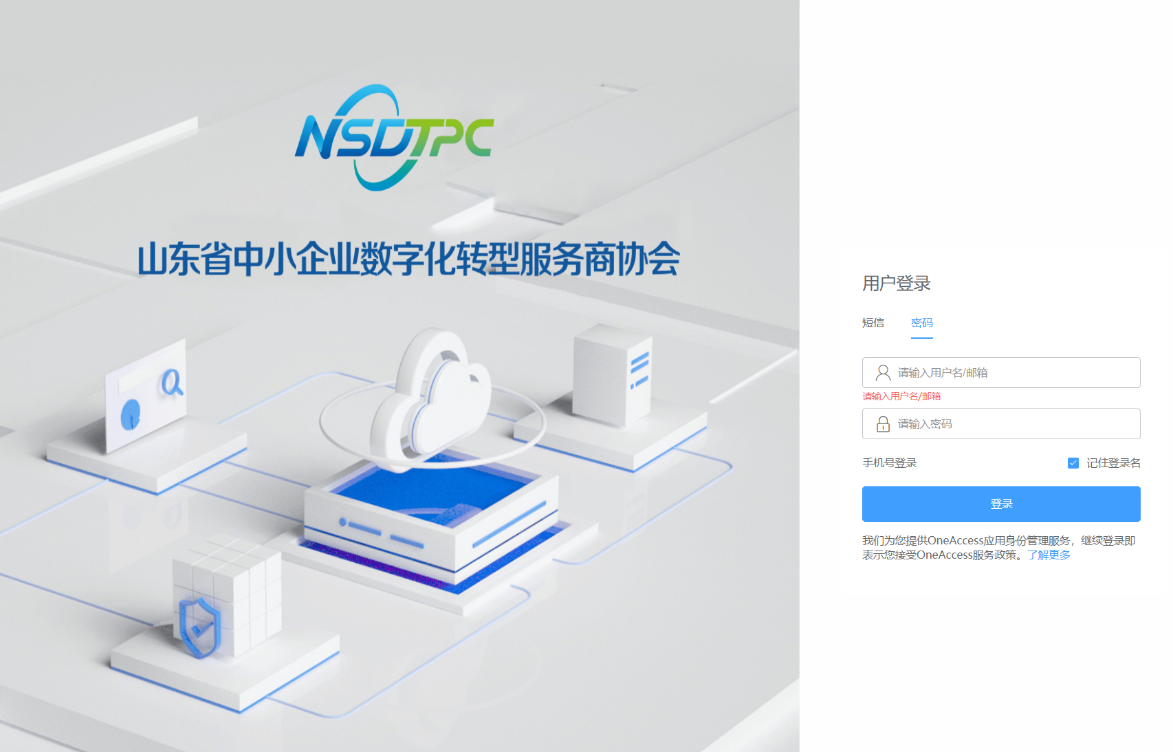 NSDTPC
山东省中小企业数字化转型服务商协会
用户登录
短信 密码
请输入用户名/邮箱
请输入用户名/邮箱
请输入密码
手机号登录 记住登录名
登录
我们为您提供OneAccess应用身份管理服务，继续登录即
表示您接受OneAccess服务政策。了解更多